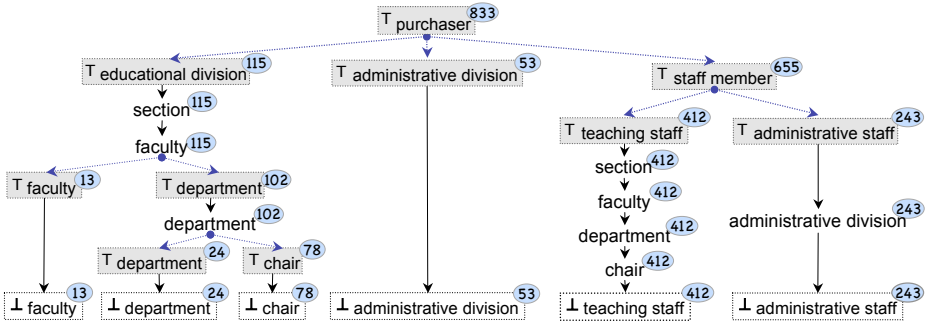 ⊤ purchaser 833
⊤ educational division 115
⊤ administrative division 53
⊤ staff member 655
section 115
⊤ teaching staff 412
⊤ administrative staff 243
faculty 115
section 412
⊤ faculty 13
⊤ department 102
faculty 412
department 102
administrative division 243
department 412
⊤ department 24
⊤ chair 78
chair 412
⊥ faculty 13
⊥ department 24
⊥ chair 78
⊥ administrative division 53
⊥ teaching staff 412
⊥ administrative staff 243